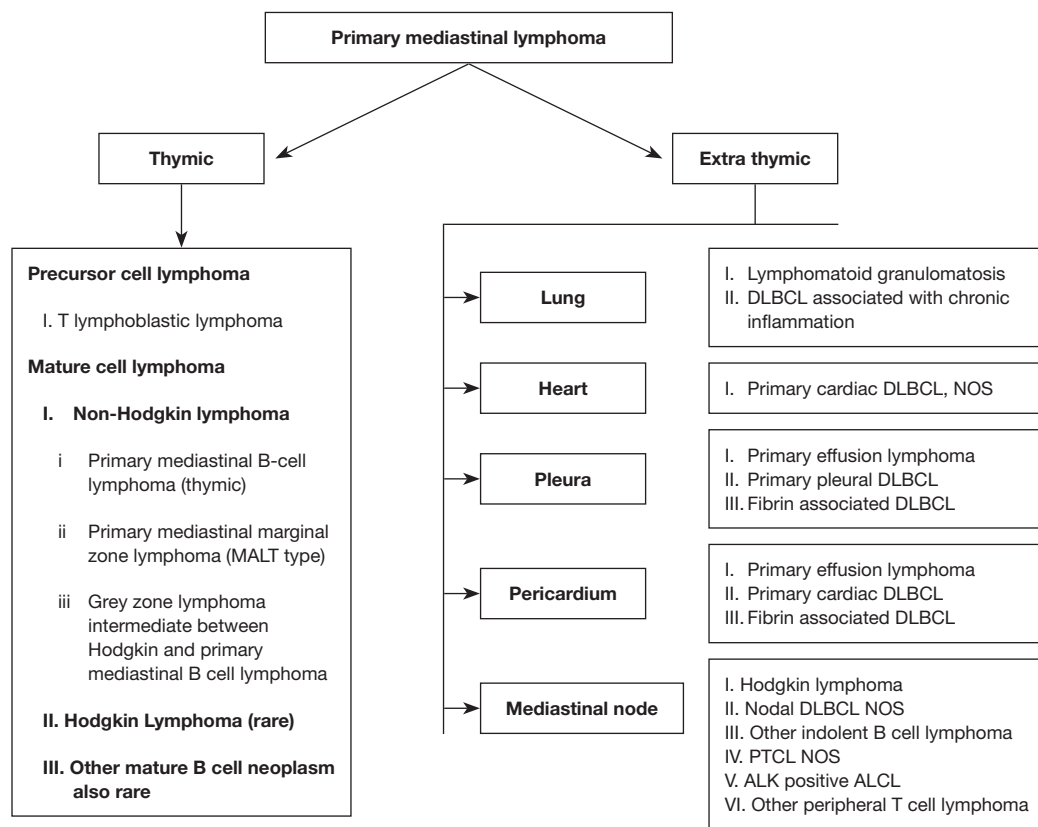 Primary mediastinal lymphoma
Thymic
Extra thymic
Precursor cell lymphoma
I. T lymphoblastic lymphoma
Mature cell lymphoma
I. Non-Hodgkin lymphoma
i Primary mediastinal B-cell
lymphoma (thymic)
ii Primary mediastinal marginal
zone lymphoma (MALT type)
iii Grey zone lymphoma
intermediate between
Hodgkin and primary
mediastinal B cell lymphoma
II. Hodgkin Lymphoma (rare)
III. Other mature B cell neoplasm
also rare
Lung
I. Lymphomatoid granulomatosis
II. DLBCL associated with chronic
inflammation
Heart
I. Primary cardiac DLBCL, NOS
Pleura
I. Primary effusion lymphoma
II. Primary pleural DLBCL
III. Fibrin associated DLBCL
Pericardium
I. Primary effusion lymphoma
II. Primary cardiac DLBCL
III. Fibrin associated DLBCL
Mediastinal node
I. Hodgkin lymphoma
II. Nodal DLBCL NOS
III. Other indolent B cell lymphoma
IV. PTCL NOS
V. ALK positive ALCL
VI. Other peripheral T cell lymphoma